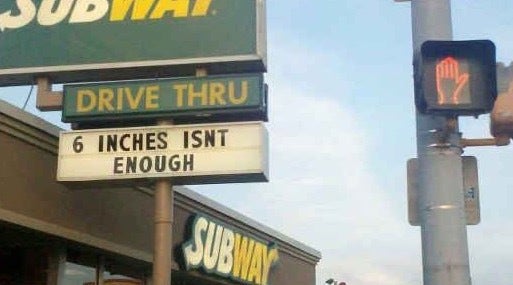 SUBWAY
DRIVE THRU
6 INCHES ISNT
ENOUGH
SUBWAY